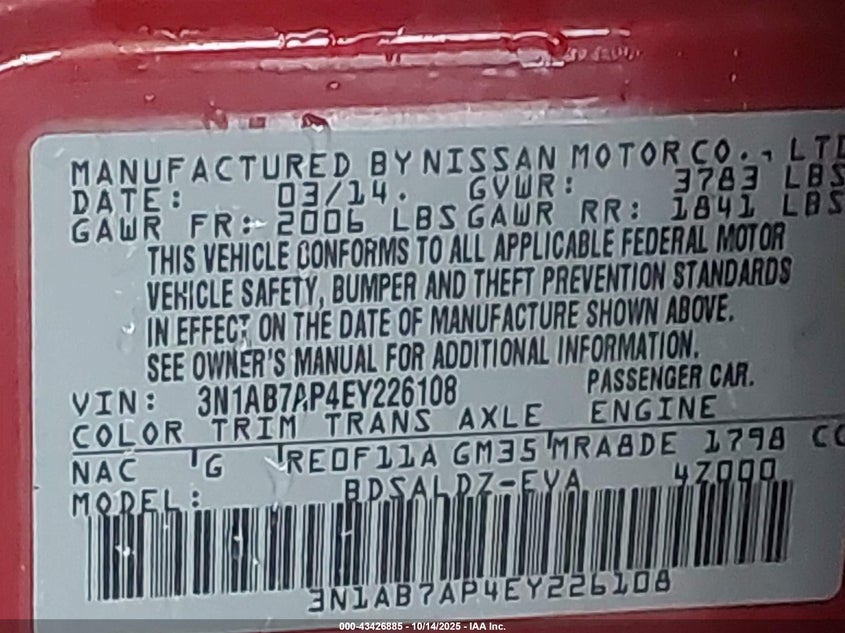 MANUFACTURED BY NISSAN MOTOR CO., LTD
DATE: 03/14. GVWR: 3783 LBS
GAWR FR: 2006 LBS GAWR RR: 1841 LBS
THIS VEHICLE CONFORMS TO ALL APPLICABLE FEDERAL MOTOR
VEHICLE SAFETY, BUMPER AND THEFT PREVENTION STANDARDS
IN EFFECT ON THE DATE OF MANUFACTURE SHOWN ABOVE.
SEE OWNER'S MANUAL FOR ADDITIONAL INFORMATION.
VIN: 3N1AB7AP4EY226108 PASSENGER CAR.
COLOR TRIM TRANS AXLE ENGINE
NAC G RE0F11A GM35 MRA8DE 1798 CC
MODEL: BDSALDZ-EVA 47000
3N1AB7AP4EY226108
000-43426885 - 10/14/2025 - IAA Inc.